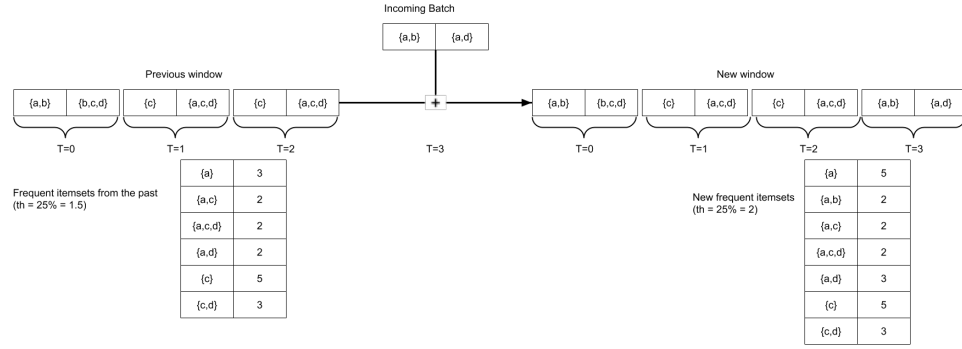 Incoming Batch
{a,b} {a,d}
Previous window
New window
{a,b} {b,c,d} {c} {a,c,d} {c} {a,c,d}
+
{a,b} {b,c,d} {c} {a,c,d} {c} {a,c,d} {a,b} {a,d}
T=0 T=1 T=2 T=3 T=0 T=1 T=2 T=3
Frequent itemsets from the past
(th = 25% = 1.5)
{a} 3
{a,c} 2
{a,c,d} 2
{a,d} 2
{c} 5
{c,d} 3
New frequent itemsets
(th = 25% = 2)
{a} 5
{a,b} 2
{a,c} 2
{a,c,d} 2
{a,d} 3
{c} 5
{c,d} 3